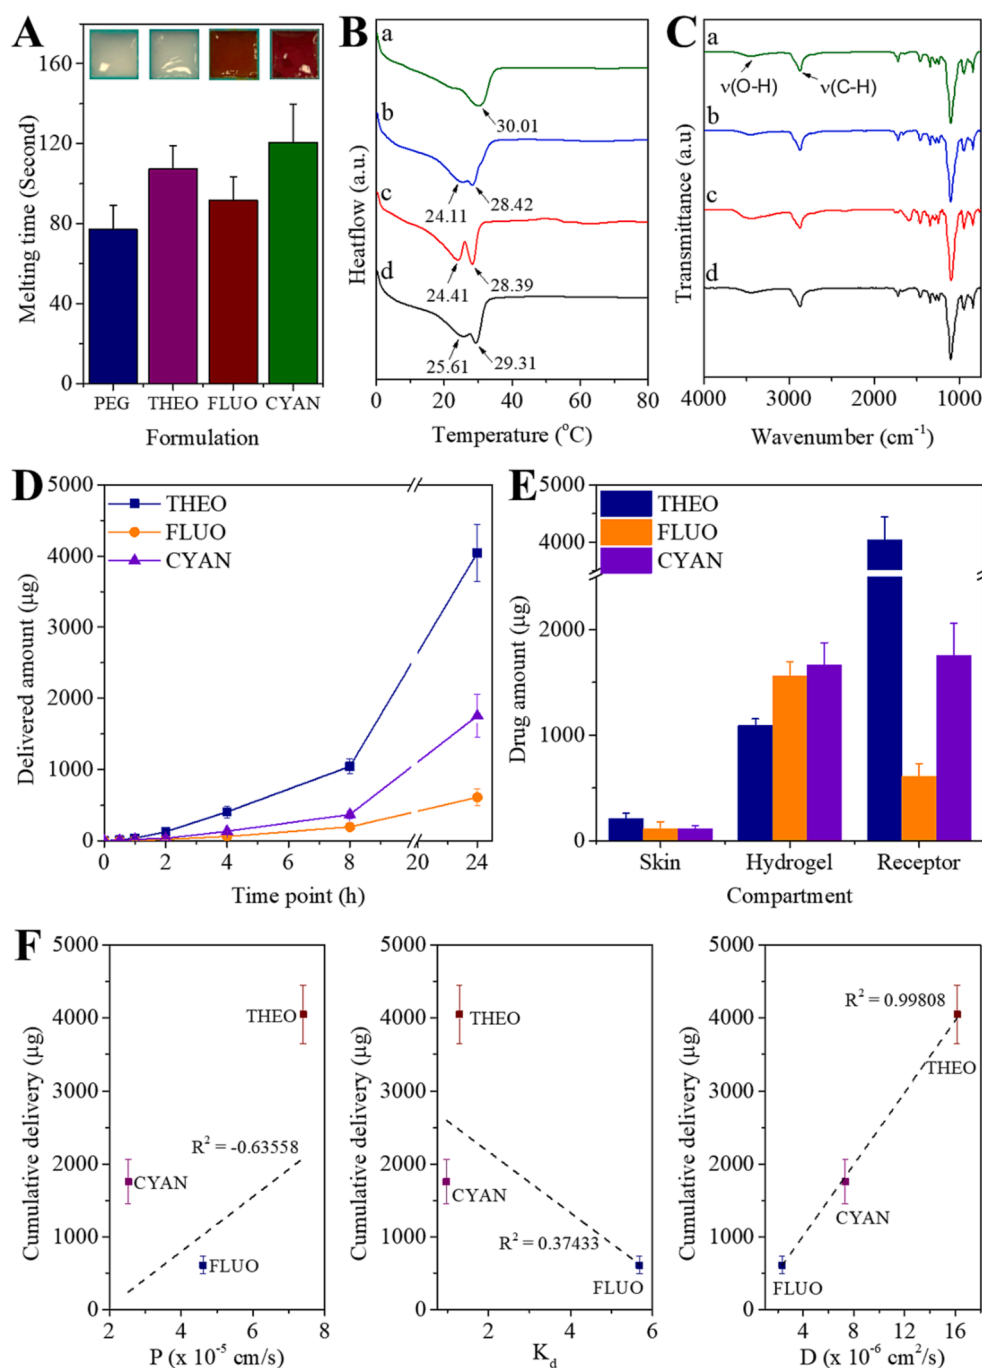 A
160
120
80
40
0
Melting time (Second)
PEG THEO FLUO CYAN
Formulation
B
a
30.01
b
24.11
28.42
c
24.41
28.39
d
25.61
29.31
Heatflow (a.u.)
0 20 40 60 80
Temperature (°C)
C
a
ν(O-H)
ν(C-H)
b
c
d
Transmittance (a.u)
4000 3000 2000 1000
Wavenumber (cm⁻¹)
D
5000
4000
3000
2000
1000
0
Delivered amount (µg)
THEO
FLUO
CYAN
0 2 4 6 8 20 24
Time point (h)
E
5000
4000
2000
1000
0
Drug amount (µg)
THEO
FLUO
CYAN
Skin Hydrogel Receptor
Compartment
F
5000
4000
3000
2000
1000
0
Cumulative delivery (µg)
THEO
R² = -0.63558
CYAN
FLUO
2 4 6 8
P (x 10⁻⁵ cm/s)
5000
4000
3000
2000
1000
0
Cumulative delivery (µg)
THEO
CYAN
R² = 0.37433
FLUO
2 4 6
K_d
5000
4000
3000
2000
1000
0
Cumulative delivery (µg)
R² = 0.99808
THEO
CYAN
FLUO
4 8 12 16
D (x 10⁻⁶ cm²/s)